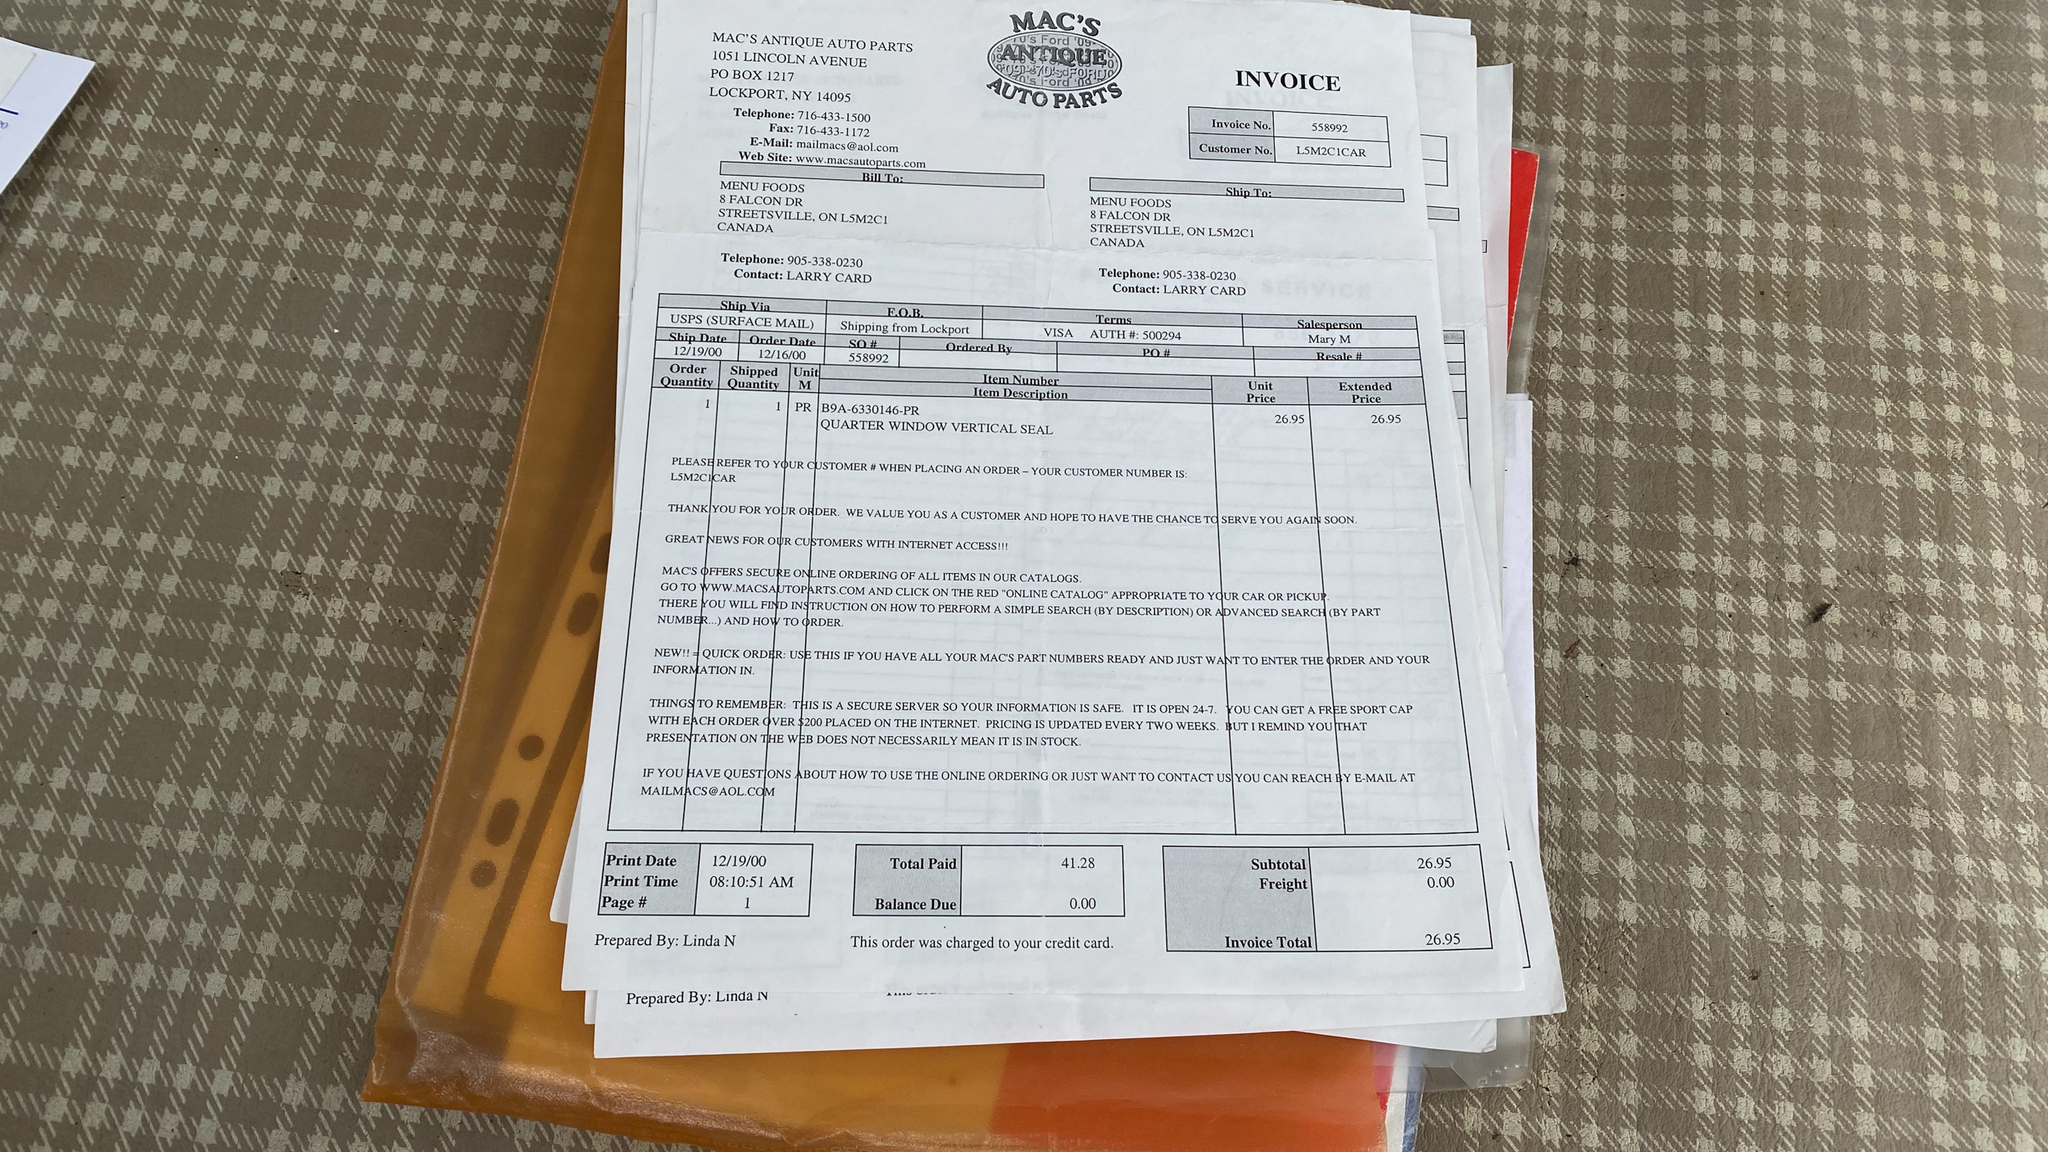 MAC'S ANTIQUE AUTO PARTS
1051 LINCOLN AVENUE
PO BOX 1217
LOCKPORT, NY 14095
Telephone: 716-433-1500
Fax: 716-433-1172
E-Mail: mailmacs@aol.com
Web Site: www.macsautoparts.com
MAC'S
ANTIQUE
AUTO PARTS
INVOICE
Invoice No. 558992
Customer No. L5M2C1CAR
Bill To:
MENU FOODS
8 FALCON DR
STREETSVILLE, ON L5M2C1
CANADA
Telephone: 905-338-0230
Contact: LARRY CARD
Ship To:
MENU FOODS
8 FALCON DR
STREETSVILLE, ON L5M2C1
CANADA
Telephone: 905-338-0230
Contact: LARRY CARD
Ship Via F.O.B. Terms Salesperson
USPS (SURFACE MAIL) Shipping from Lockport VISA AUTH #: 500294 Mary M
Ship Date Order Date SO # Ordered By PO # Resale #
12/19/00 12/16/00 558992
Order Quantity Shipped Quantity Unit M Item Number Item Description Unit Price Extended Price
1 1 PR B9A-6330146-PR 26.95 26.95
QUARTER WINDOW VERTICAL SEAL
PLEASE REFER TO YOUR CUSTOMER # WHEN PLACING AN ORDER – YOUR CUSTOMER NUMBER IS:
L5M2C1CAR
THANK YOU FOR YOUR ORDER. WE VALUE YOU AS A CUSTOMER AND HOPE TO HAVE THE CHANCE TO SERVE YOU AGAIN SOON.
GREAT NEWS FOR OUR CUSTOMERS WITH INTERNET ACCESS!!!
MAC'S OFFERS SECURE ONLINE ORDERING OF ALL ITEMS IN OUR CATALOGS.
GO TO WWW.MACSAUTOPARTS.COM AND CLICK ON THE RED "ONLINE CATALOG" APPROPRIATE TO YOUR CAR OR PICKUP.
THERE YOU WILL FIND INSTRUCTION ON HOW TO PERFORM A SIMPLE SEARCH (BY DESCRIPTION) OR ADVANCED SEARCH (BY PART
NUMBER...) AND HOW TO ORDER.
NEW!! = QUICK ORDER: USE THIS IF YOU HAVE ALL YOUR MAC'S PART NUMBERS READY AND JUST WANT TO ENTER THE ORDER AND YOUR
INFORMATION IN.
THINGS TO REMEMBER: THIS IS A SECURE SERVER SO YOUR INFORMATION IS SAFE. IT IS OPEN 24-7. YOU CAN GET A FREE SPORT CAP
WITH EACH ORDER OVER $200 PLACED ON THE INTERNET. PRICING IS UPDATED EVERY TWO WEEKS. BUT I REMIND YOU THAT
PRESENTATION ON THE WEB DOES NOT NECESSARILY MEAN IT IS IN STOCK.
IF YOU HAVE QUESTIONS ABOUT HOW TO USE THE ONLINE ORDERING OR JUST WANT TO CONTACT US YOU CAN REACH BY E-MAIL AT
MAILMACS@AOL.COM
Print Date 12/19/00
Print Time 08:10:51 AM
Page # 1
Total Paid 41.28
Balance Due 0.00
Subtotal 26.95
Freight 0.00
Invoice Total 26.95
Prepared By: Linda N
This order was charged to your credit card.
Prepared By: Linda N